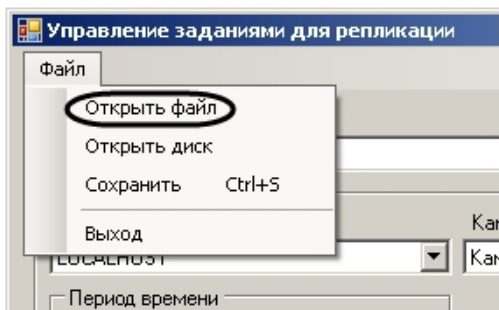 Управление заданиями для репликации
Файл
Открыть файл
Открыть диск
Сохранить Ctrl+S
Выход
LOCALHOST
Период времени